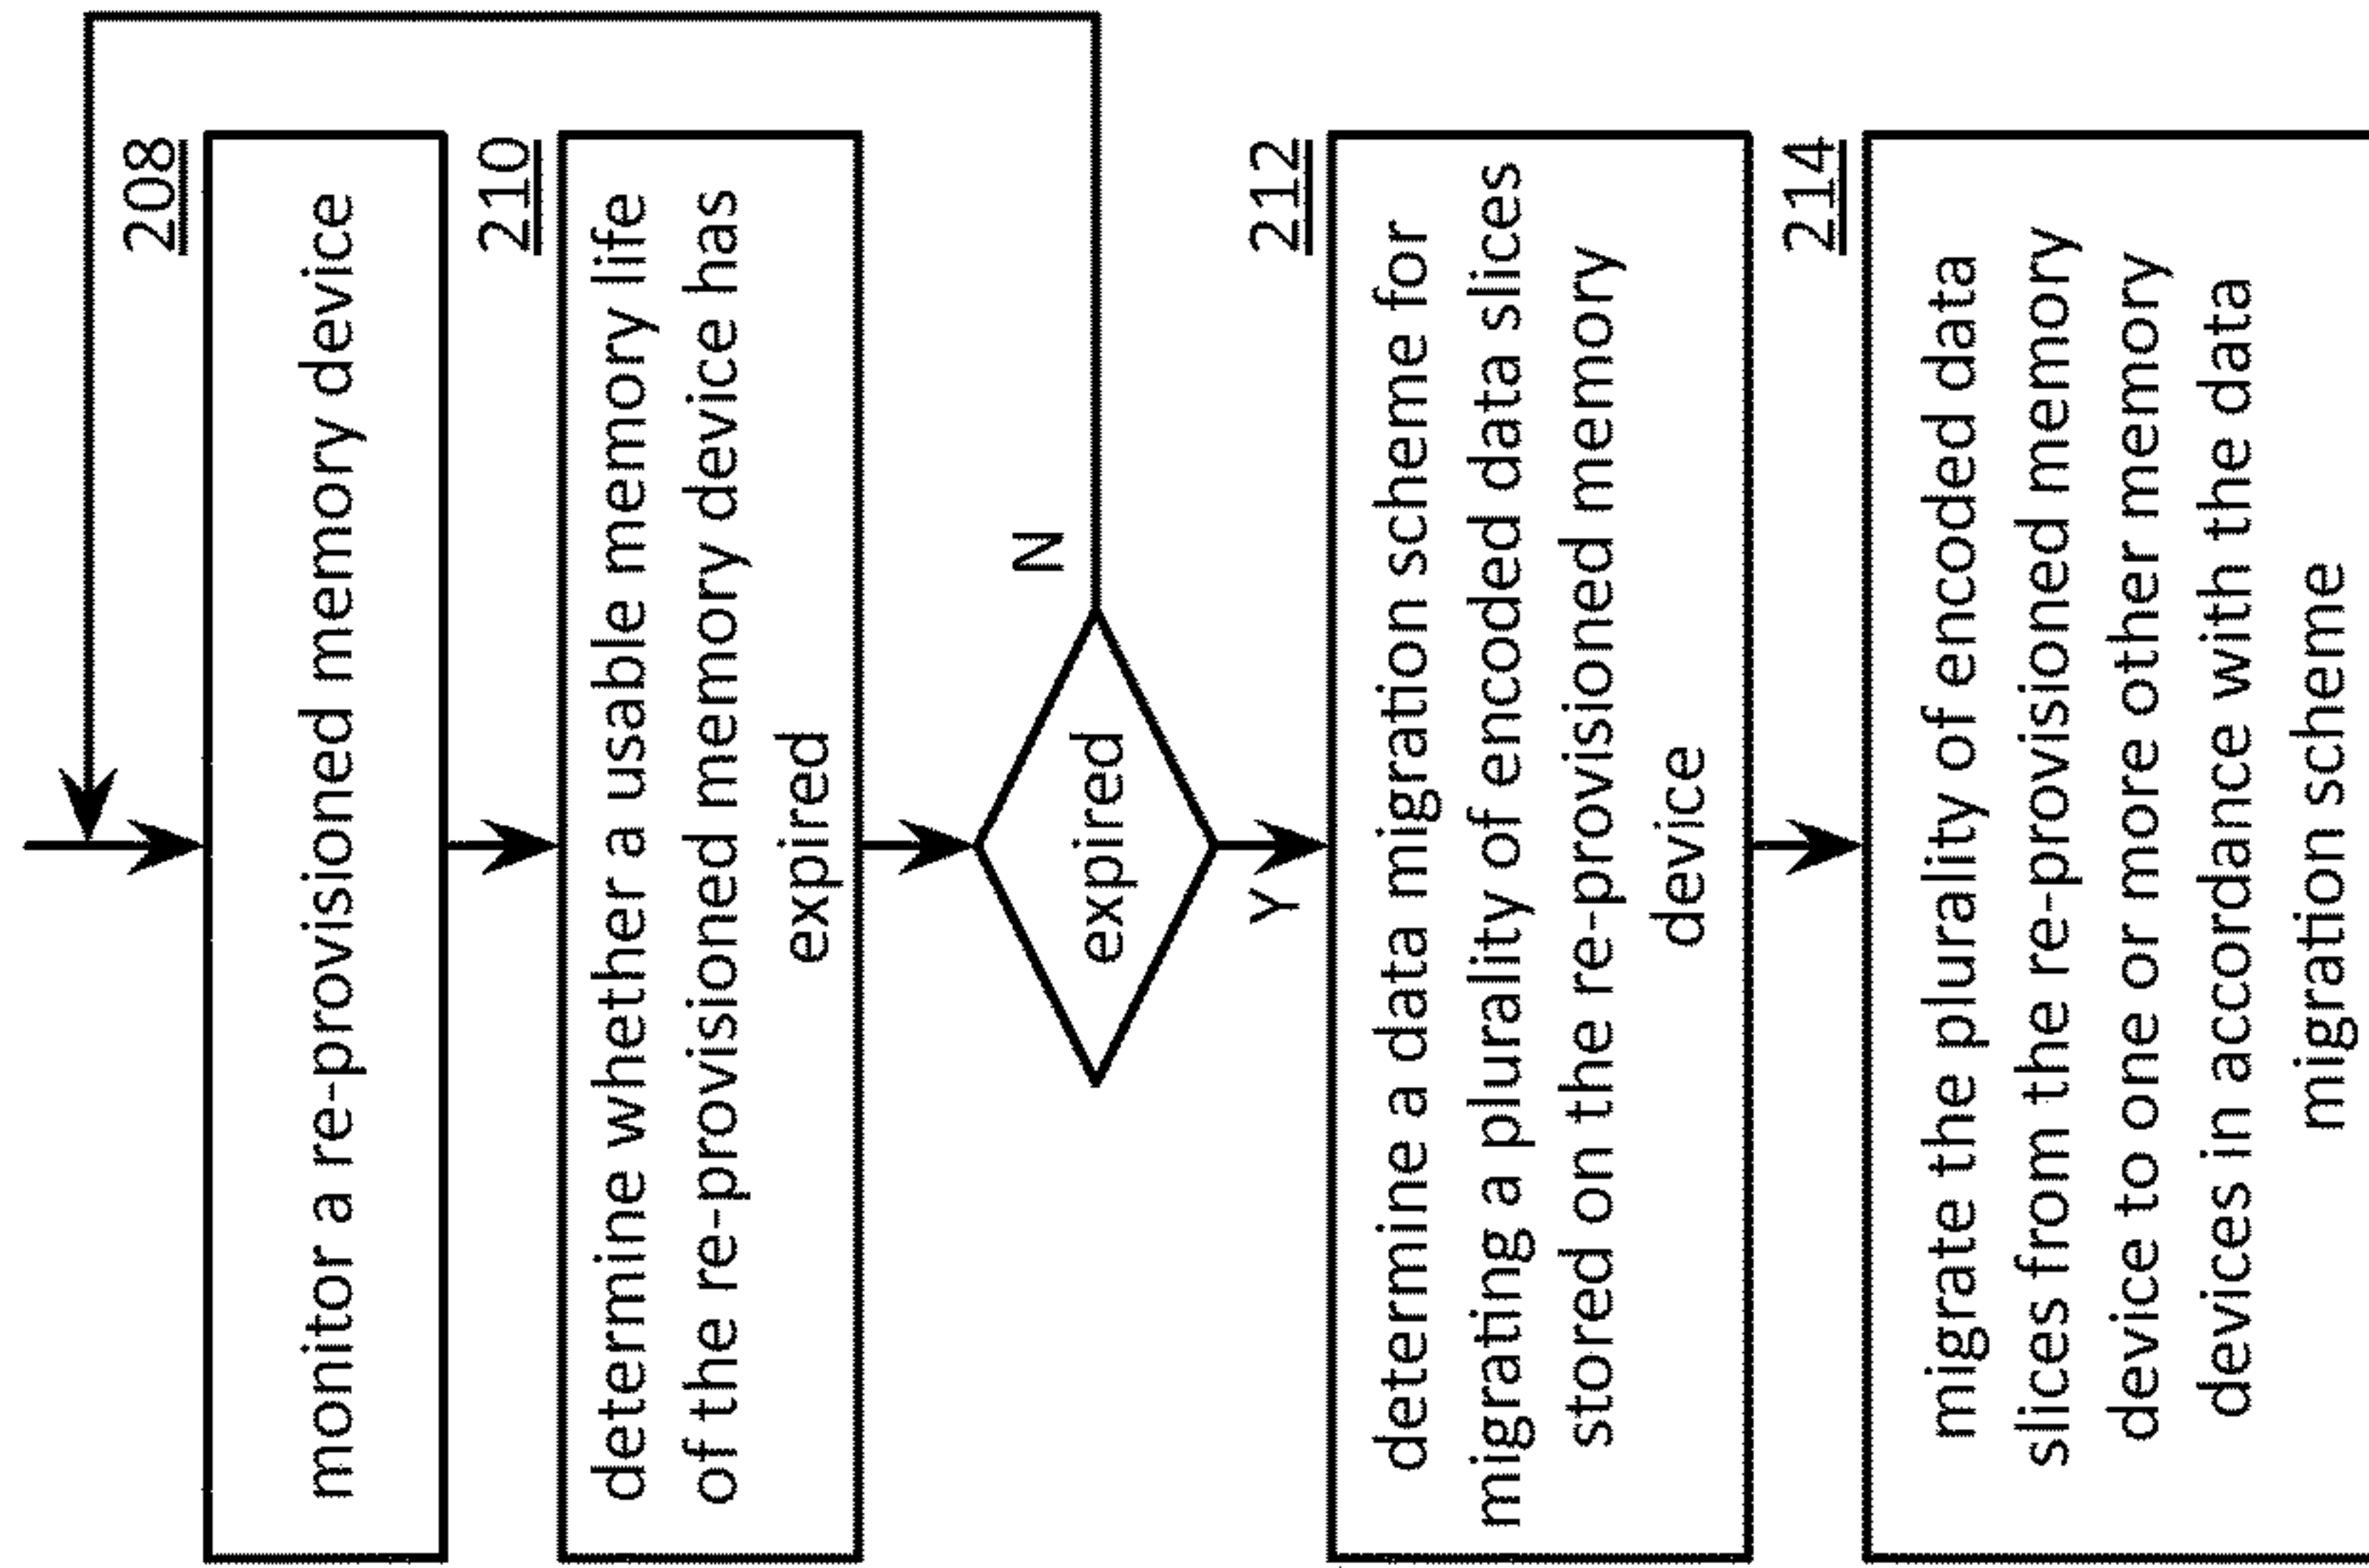 208
monitor a re-provisioned memory device
210
determine whether a usable memory life
of the re-provisioned memory device has
expired
expired
N
Y
212
determine a data migration scheme for
migrating a plurality of encoded data slices
stored on the re-provisioned memory
device
214
migrate the plurality of encoded data
slices from the re-provisioned memory
device to one or more other memory
devices in accordance with the data
migration scheme